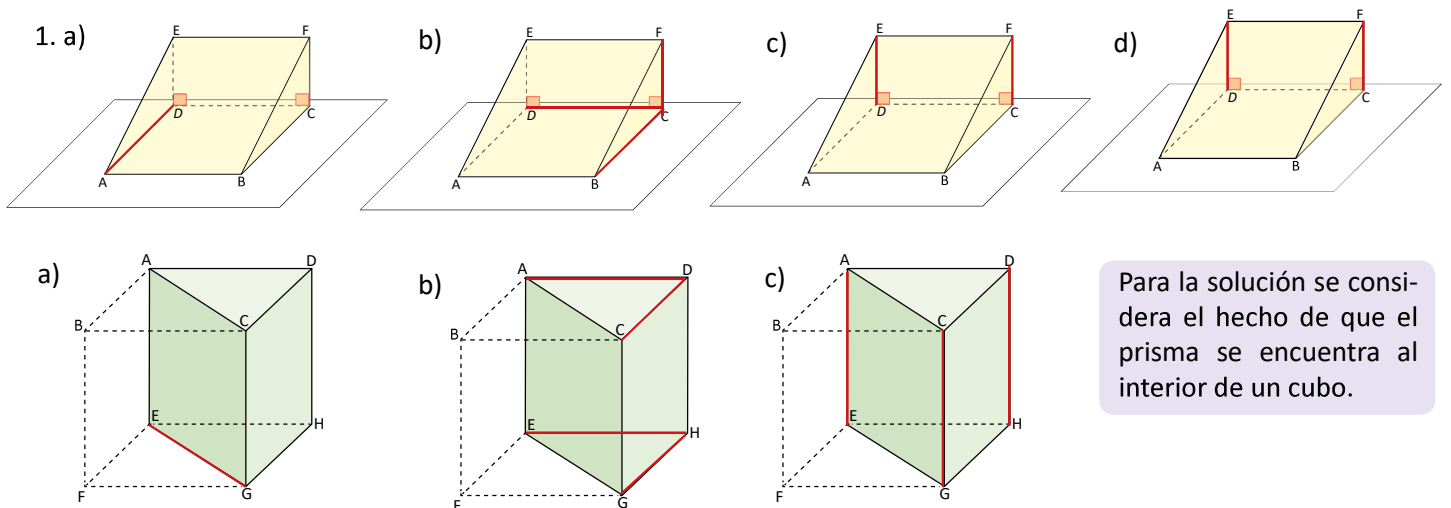 1. a)
E
F
D
C
A
B
b)
E
F
D
C
A
B
c)
E
F
D
C
A
B
d)
E
F
D
C
A
B
a)
A
D
B
C
E
H
F
G
b)
A
D
B
C
E
H
F
G
c)
A
D
B
C
E
H
F
G
Para la solución se consi-
dera el hecho de que el
prisma se encuentra al
interior de un cubo.